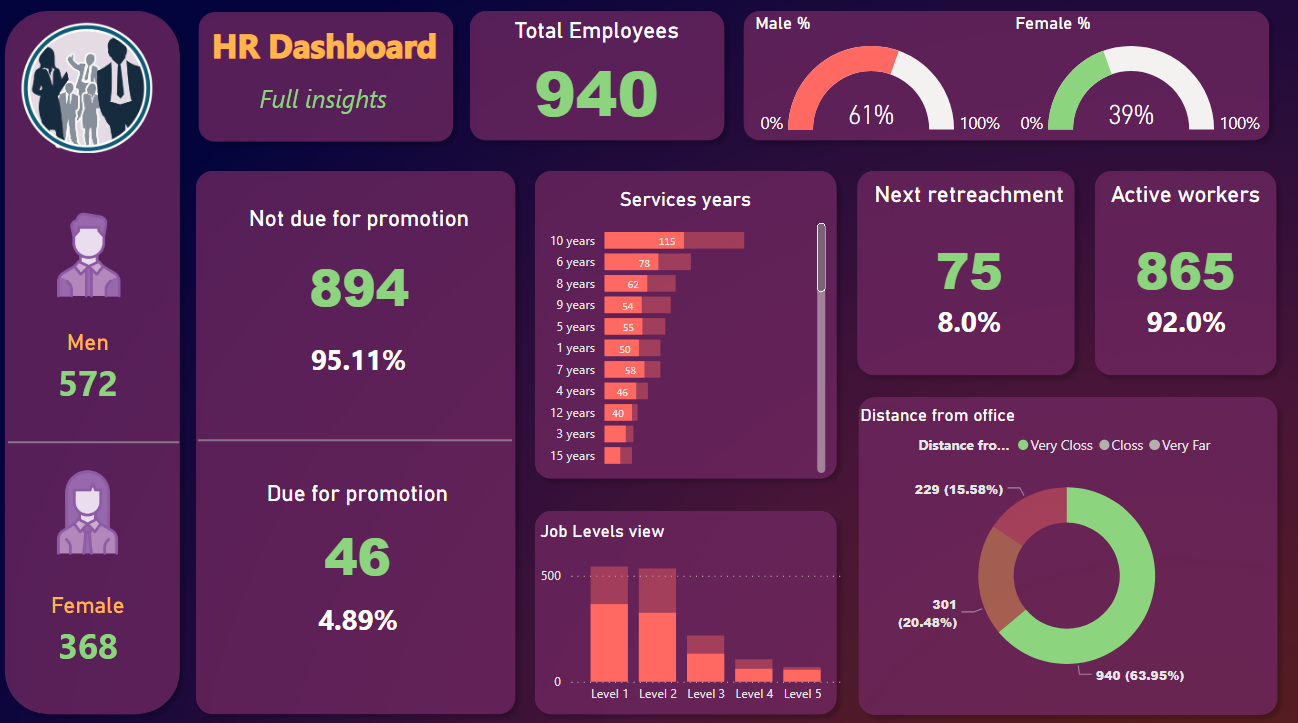 HR Dashboard
Full insights
Total Employees
940
Male %
61%
0%
100%
Female %
39%
0%
100%
Men
572
Female
368
Not due for promotion
894
95.11%
Due for promotion
46
4.89%
Services years
10 years 115
6 years 78
8 years 62
9 years 54
5 years 55
1 years 50
7 years 58
4 years 46
12 years 40
3 years
15 years
Job Levels view
500
0
Level 1 Level 2 Level 3 Level 4 Level 5
Next retreachment
75
8.0%
Active workers
865
92.0%
Distance from office
Distance fro... Very Closs Closs Very Far
229 (15.58%)
301
(20.48%)
940 (63.95%)